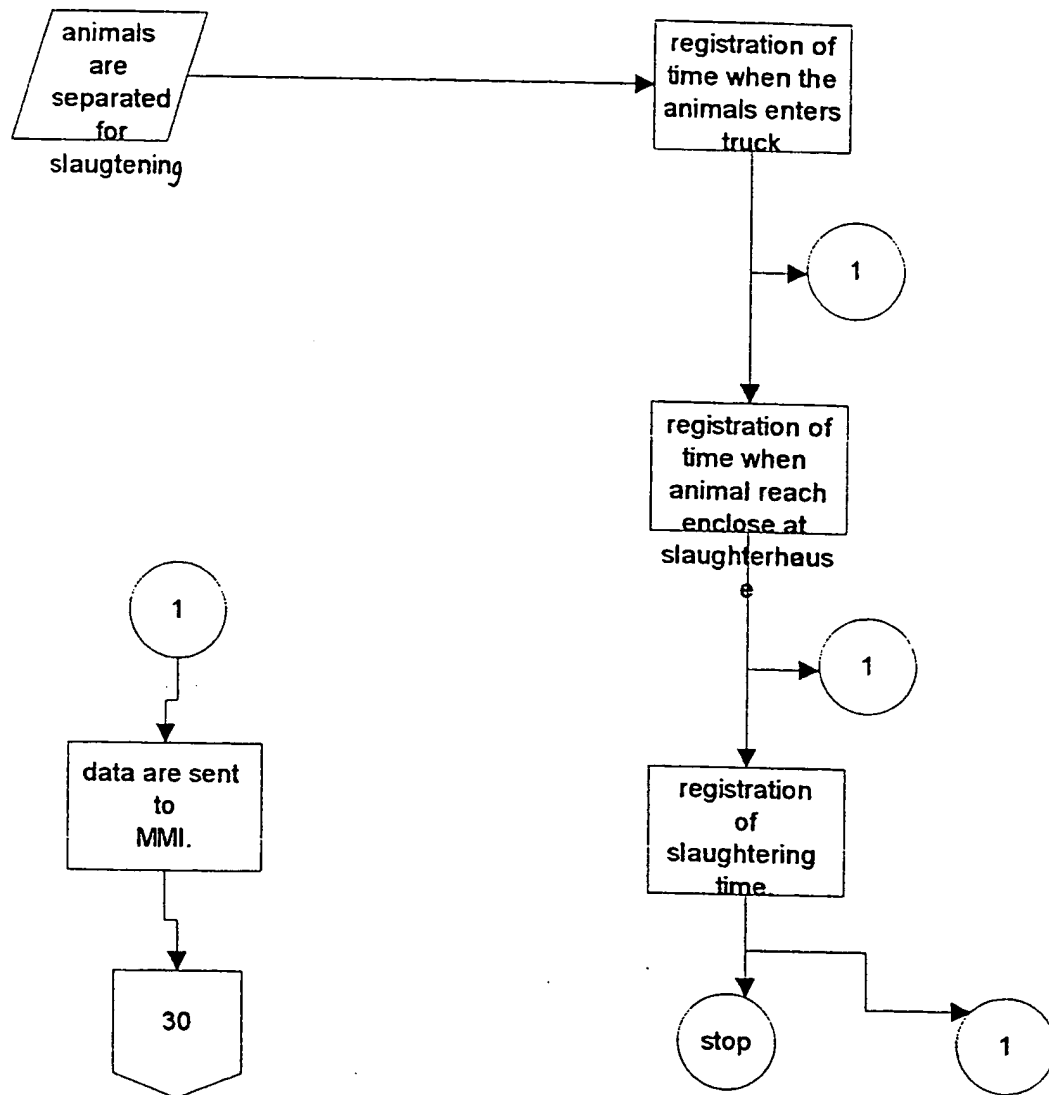 animals
are
separated
for
slaugtening
registration of
time when the
animals enters
truck
1
registration of
time when
animal reach
enclose at
slaughterhous
e
1
1
data are sent
to
MMI.
registration
of
slaughtering
time.
30
stop
1